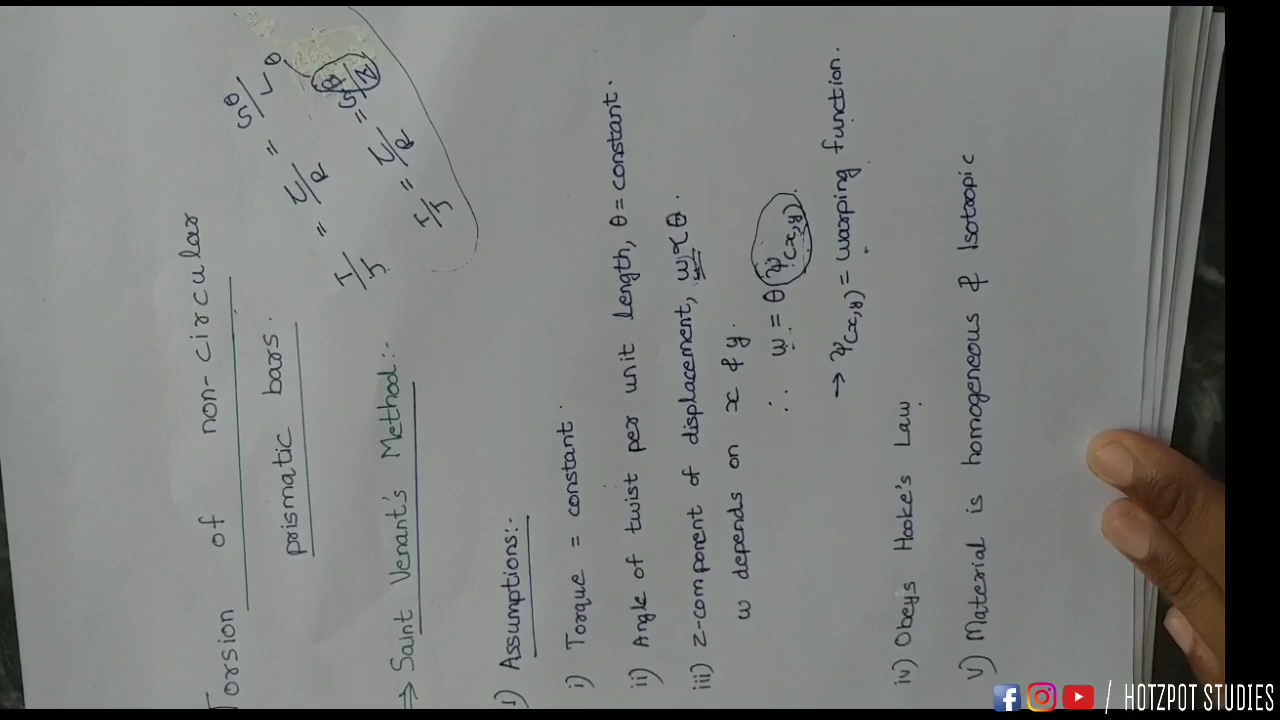 Torsion of non-circular
prismatic bars.
T/J = τ/R = Gθ/L
T/J = τ/R = Gθ
⇒ Saint Venant's Method:-
1) Assumptions:-
i) Torque = constant.
ii) Angle of twist per unit length, θ = constant.
iii) z-component of displacement, w ∝ θ.
w depends on x & y.
∴ w = θ ψ(x,y).
→ ψ(x,y) = warping function.
iv) Obeys Hooke's Law.
v) Material is homogeneous & Isotropic
/ HOTZPOT STUDIES